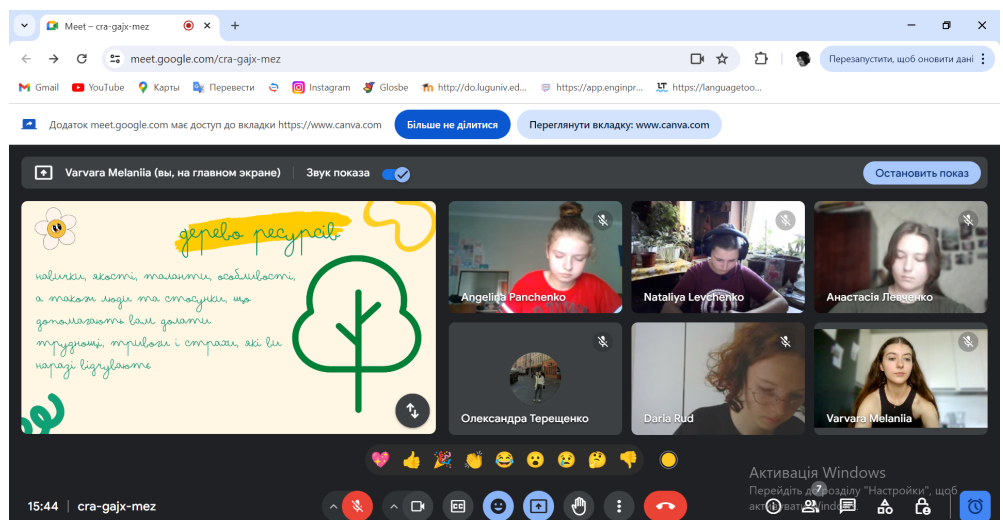 Meet – cra-gajx-mez
meet.google.com/cra-gajx-mez
Перезапустити, щоб оновити дані
Gmail YouTube Карты Перевести Instagram Glosbe http://do.luguniv.ed... https://app.enginpr... https://languagetoo...
Додаток meet.google.com має доступ до вкладки https://www.canva.com Більше не ділитися Переглянути вкладку: www.canva.com
Varvara Melaniia (вы, на главном экране) Звук показа Остановить показ
дерево ресурсів
навички, якості, таланти, особливості,
а також люди та стосунки, що
допомагають вам долати
труднощі, тривоги і страхи, які ви
наразі відчуваєте
Angelina Panchenko
Nataliya Levchenko
Анастасія Левченко
Олександра Терещенко
Daria Rud
Varvara Melaniia
Активація Windows
Перейдіть до розділу "Настройки", щоб
активувати Windows.
15:44 cra-gajx-mez
CC
7